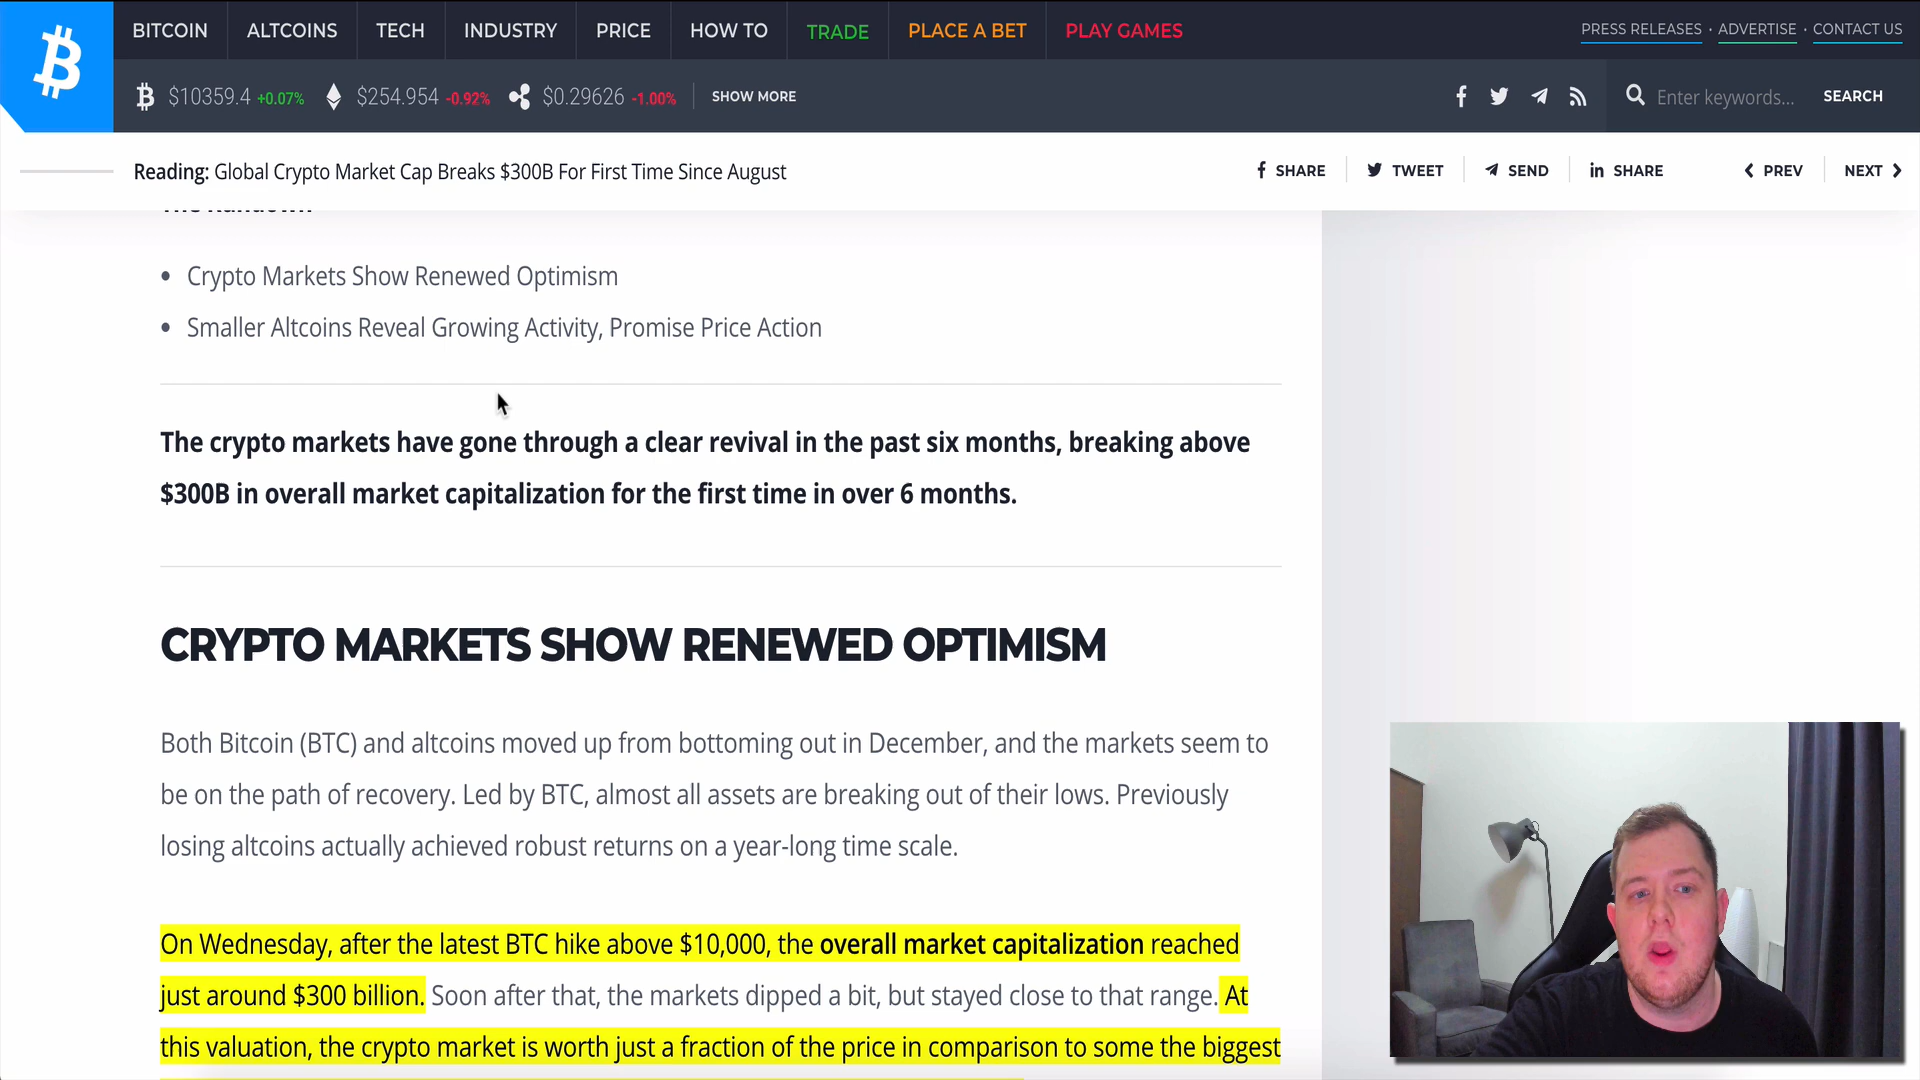 BITCOIN ALTCOINS TECH INDUSTRY PRICE HOW TO TRADE PLACE A BET PLAY GAMES PRESS RELEASES · ADVERTISE · CONTACT US
$10359.4 +0.07% $254.954 -0.92% $0.29626 -1.00% SHOW MORE Enter keywords... SEARCH
Reading: Global Crypto Market Cap Breaks $300B For First Time Since August SHARE TWEET SEND SHARE PREV NEXT
• Crypto Markets Show Renewed Optimism
• Smaller Altcoins Reveal Growing Activity, Promise Price Action
The crypto markets have gone through a clear revival in the past six months, breaking above
$300B in overall market capitalization for the first time in over 6 months.
CRYPTO MARKETS SHOW RENEWED OPTIMISM
Both Bitcoin (BTC) and altcoins moved up from bottoming out in December, and the markets seem to
be on the path of recovery. Led by BTC, almost all assets are breaking out of their lows. Previously
losing altcoins actually achieved robust returns on a year-long time scale.
On Wednesday, after the latest BTC hike above $10,000, the overall market capitalization reached
just around $300 billion. Soon after that, the markets dipped a bit, but stayed close to that range. At
this valuation, the crypto market is worth just a fraction of the price in comparison to some the biggest